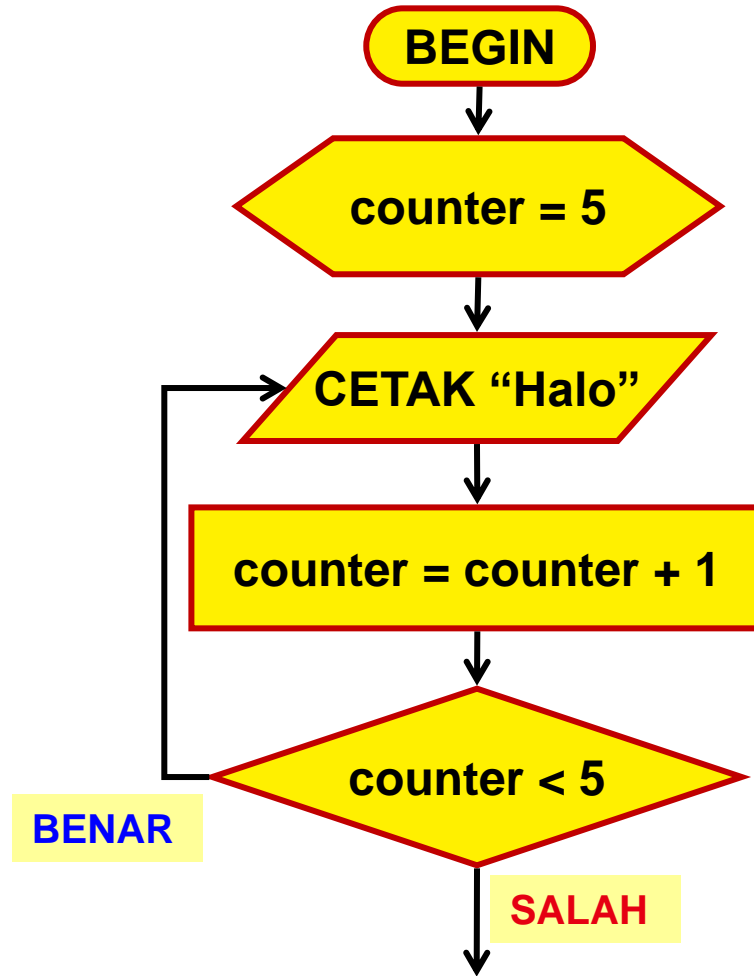 BEGIN
counter = 5
CETAK “Halo”
counter = counter + 1
counter < 5
BENAR
SALAH